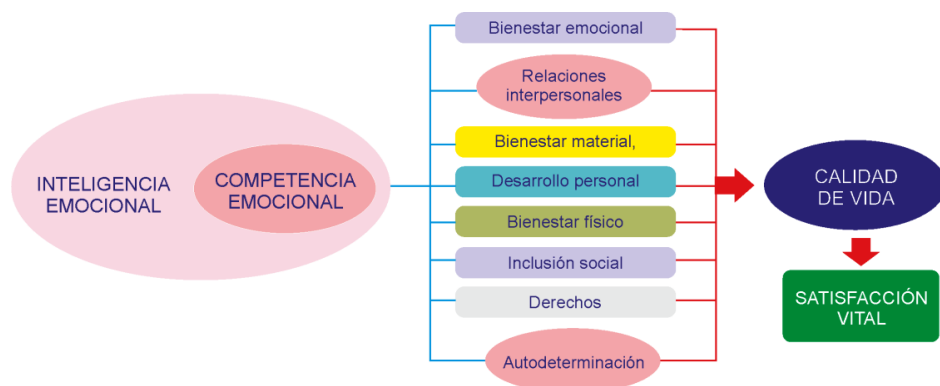 INTELIGENCIA
EMOCIONAL
COMPETENCIA
EMOCIONAL
Bienestar emocional
Relaciones
interpersonales
Bienestar material,
Desarrollo personal
Bienestar físico
Inclusión social
Derechos
Autodeterminación
CALIDAD
DE VIDA
SATISFACCIÓN
VITAL